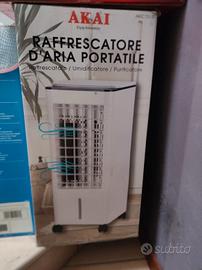 AKAI
RAFFRESCATORE
D'ARIA PORTATILE
Raffrescatore / Umidificatore / Purificatore
subito